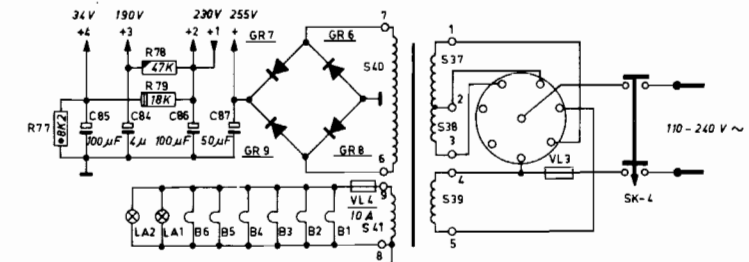 34V 190V 230V 255V
+4 +3 +2 +1 +
GR7 GR6
7
1
R78
47K
S40
S37
R79
18K
2
R77
8K2
C85 C84 C86 C87
100µF 4µ 100µF 50µF
S38
110-240 V ~
3
GR9 GR8
6
VL3
4
9
VL4
10A
S39
SK-4
LA2 LA1 B6 B5 B4 B3 B2 B1
S41
8
5